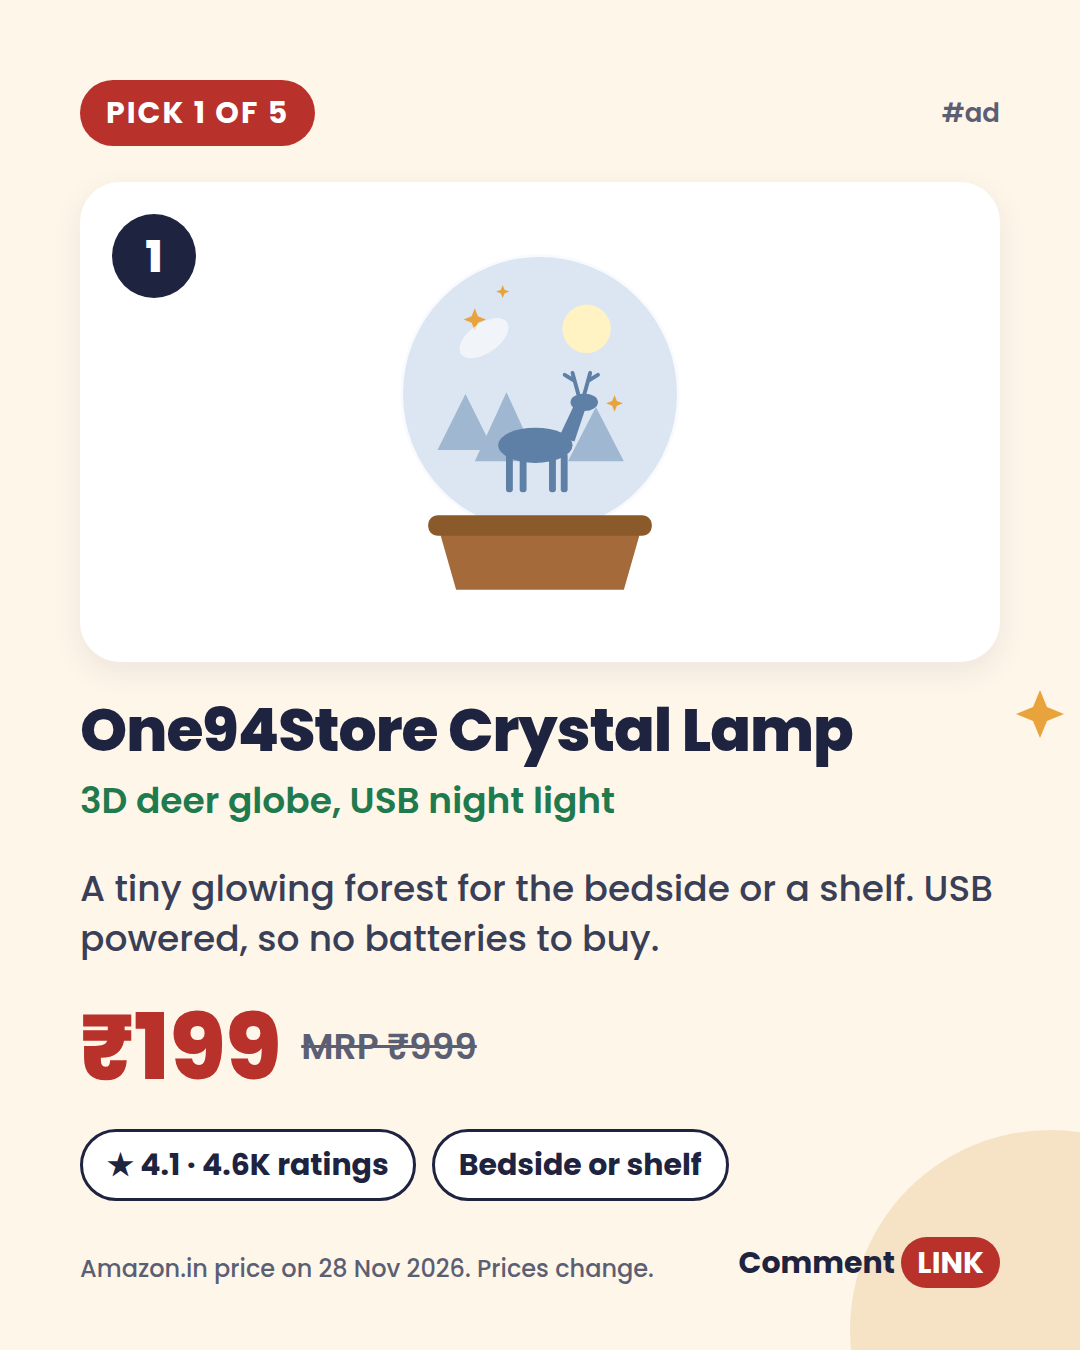 PICK 1 OF 5
#ad
1
One94Store Crystal Lamp
3D deer globe, USB night light
A tiny glowing forest for the bedside or a shelf. USB
powered, so no batteries to buy.
₹199 MRP ₹999
★ 4.1 · 4.6K ratings
Bedside or shelf
Amazon.in price on 28 Nov 2026. Prices change.
Comment LINK